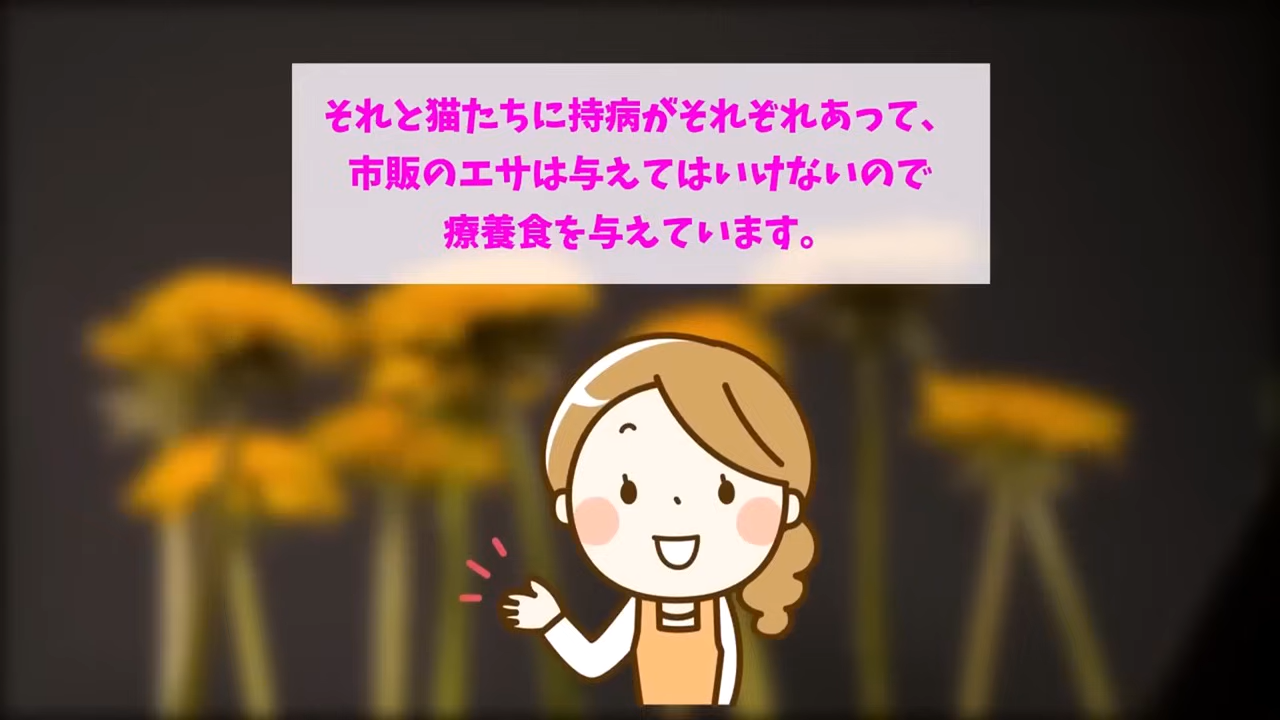 それと猫たちに持病がそれぞれあって、
市販のエサは与えてはいけないので
療養食を与えています。